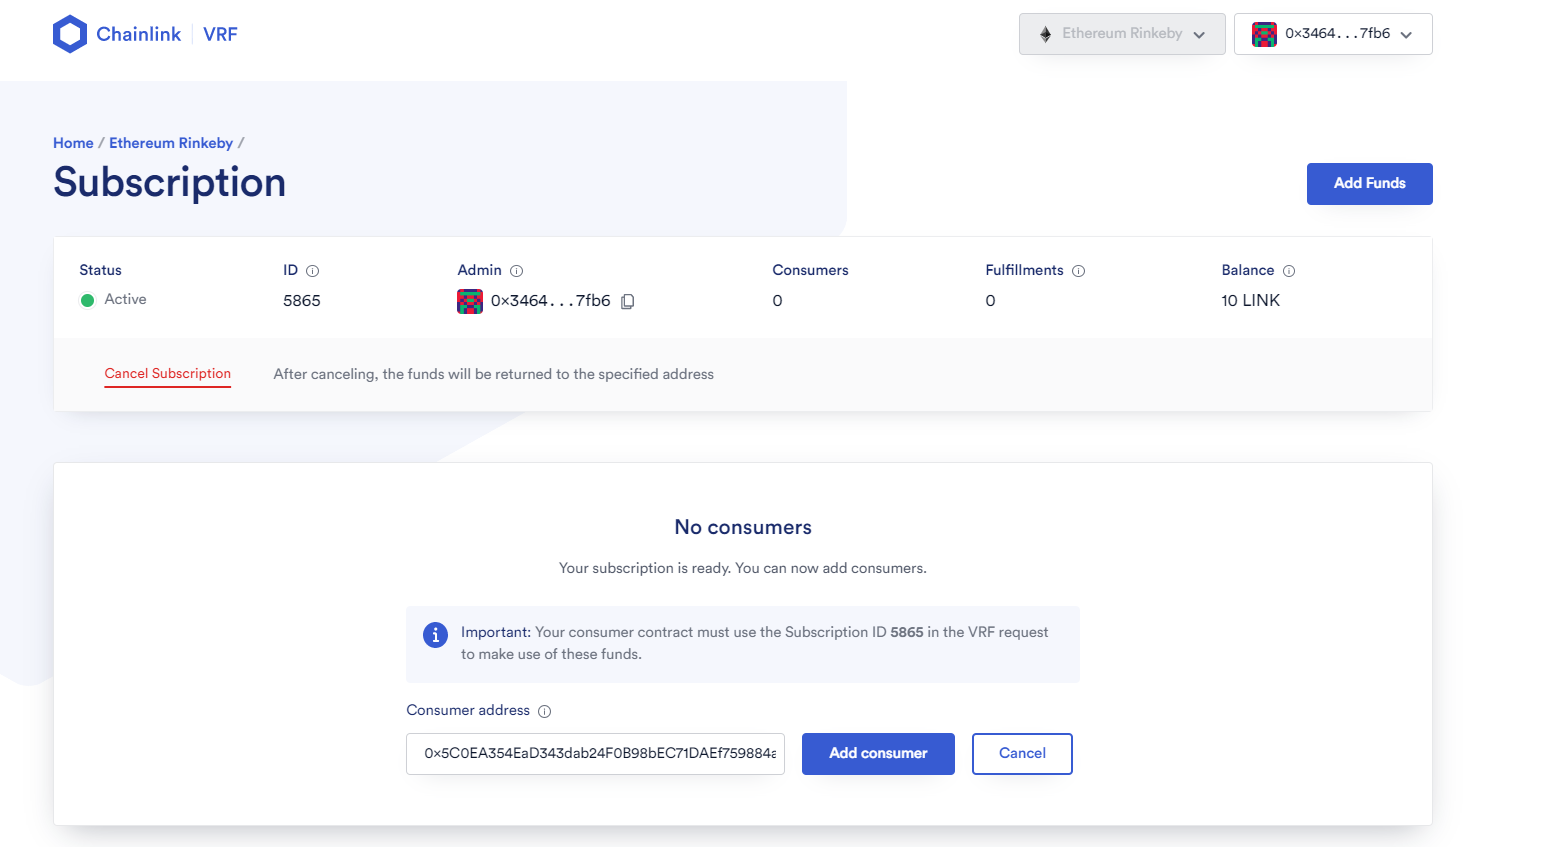 Chainlink VRF
Ethereum Rinkeby
0x3464...7fb6
Home / Ethereum Rinkeby /
Subscription
Add Funds
Status ID Admin Consumers Fulfillments Balance
Active 5865 0x3464...7fb6 0 0 10 LINK
Cancel Subscription After canceling, the funds will be returned to the specified address
No consumers
Your subscription is ready. You can now add consumers.
Important: Your consumer contract must use the Subscription ID 5865 in the VRF request
to make use of these funds.
Consumer address
0x5C0EA354EaD343dab24F0B98bEC71DAEf759884a
Add consumer
Cancel